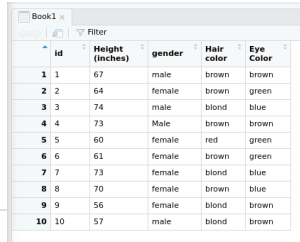 Book1
Filter
id Height (inches) gender Hair color Eye Color
1 1 67 male brown brown
2 2 64 female brown green
3 3 74 male blond blue
4 4 73 Male brown brown
5 5 60 female red green
6 6 61 female brown green
7 7 73 female blond blue
8 8 70 female brown blue
9 9 56 female blond brown
10 10 57 male blond brown